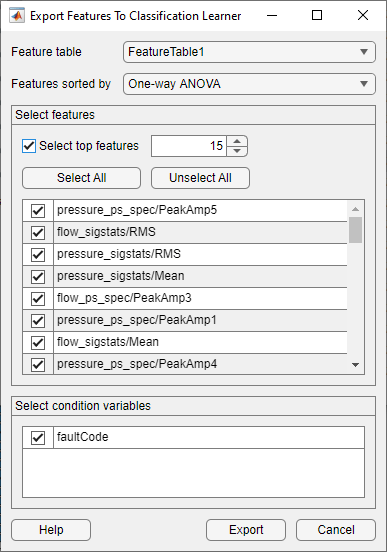 Export Features To Classification Learner
Feature table FeatureTable1
Features sorted by One-way ANOVA
Select features
Select top features 15
Select All Unselect All
pressure_ps_spec/PeakAmp5
flow_sigstats/RMS
pressure_sigstats/RMS
pressure_sigstats/Mean
flow_ps_spec/PeakAmp3
pressure_ps_spec/PeakAmp1
flow_sigstats/Mean
pressure_ps_spec/PeakAmp4
Select condition variables
faultCode
Help Export Cancel